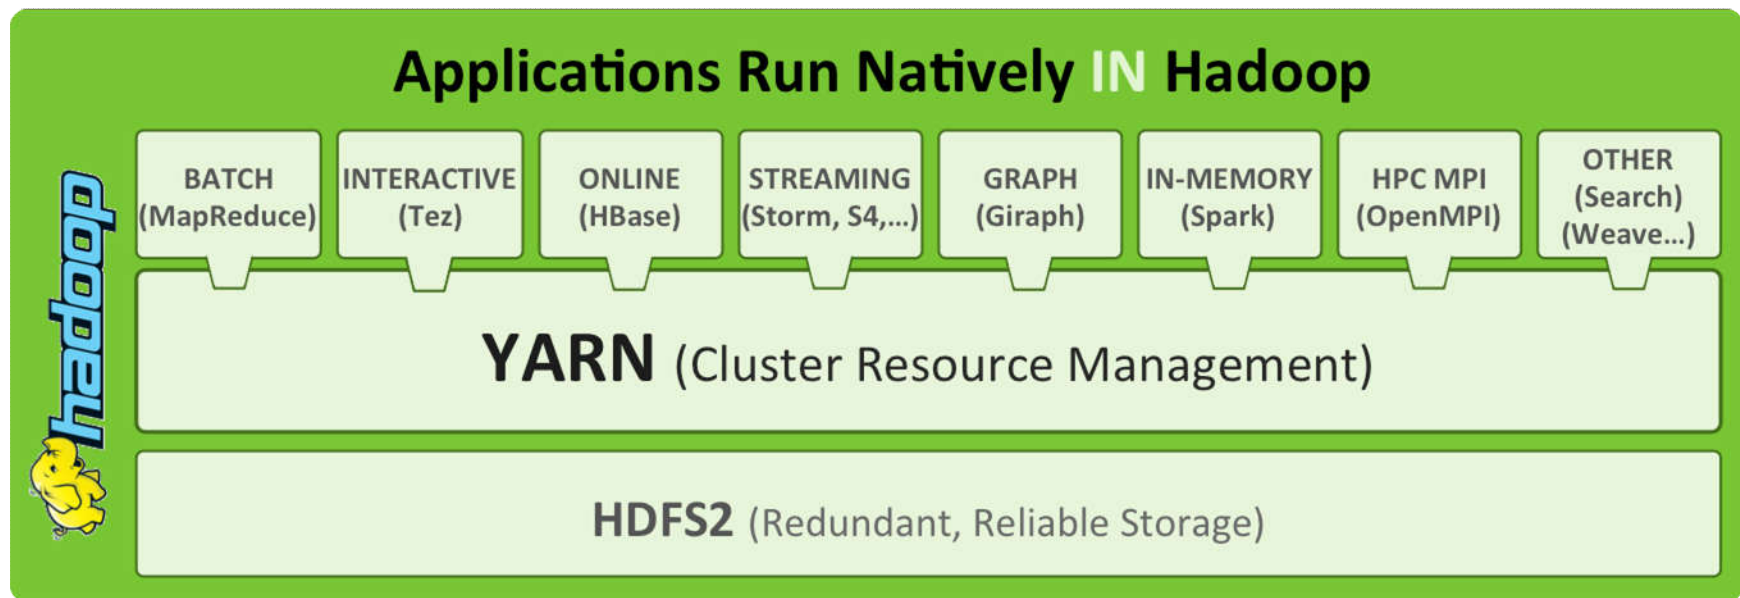 Applications Run Natively IN Hadoop
BATCH
(MapReduce)
INTERACTIVE
(Tez)
ONLINE
(HBase)
STREAMING
(Storm, S4,...)
GRAPH
(Giraph)
IN-MEMORY
(Spark)
HPC MPI
(OpenMPI)
OTHER
(Search)
(Weave...)
hadoop
YARN (Cluster Resource Management)
HDFS2 (Redundant, Reliable Storage)